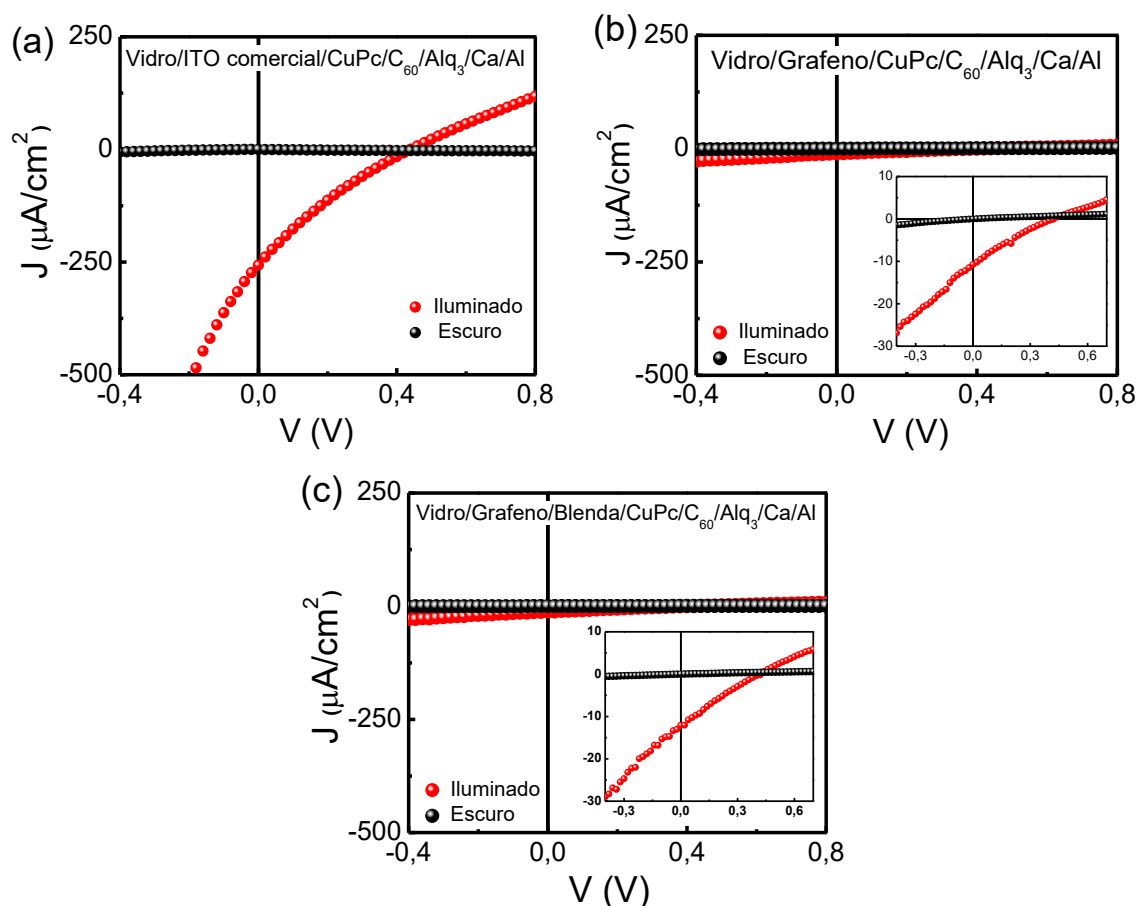 (a)
250
0
-250
-500
J (μA/cm²)
Vidro/ITO comercial/CuPc/C₆₀/Alq₃/Ca/Al
Iluminado
Escuro
-0,4 0,0 0,4 0,8
V (V)
(b)
250
0
-250
-500
J (μA/cm²)
Vidro/Grafeno/CuPc/C₆₀/Alq₃/Ca/Al
10
0
-10
-20
-30
-0,3 0,0 0,3 0,6
Iluminado
Escuro
-0,4 0,0 0,4 0,8
V (V)
(c)
250
0
-250
-500
J (μA/cm²)
Vidro/Grafeno/Blenda/CuPc/C₆₀/Alq₃/Ca/Al
10
0
-10
-20
-30
-0,3 0,0 0,3 0,6
Iluminado
Escuro
-0,4 0,0 0,4 0,8
V (V)